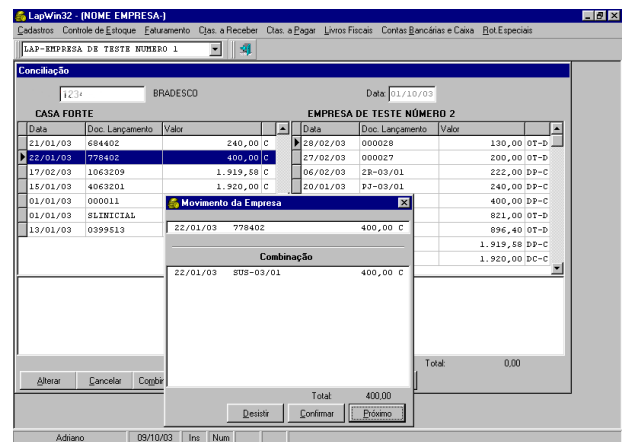 LapWin32 - (NOME EMPRESA-)
Cadastros Controle de Estoque Faturamento Ctas. a Receber Ctas. a Pagar Livros Fiscais Contas Bancárias e Caixa Rot.Especiais
LAP-EMPRESA DE TESTE NUMERO 1
Conciliação
BRADESCO Data: 01/10/03
CASA FORTE EMPRESA DE TESTE NÚMERO 2
Data Doc. Lançamento Valor Data Doc. Lançamento Valor
21/01/03 684402 240,00 C 28/02/03 000028 130,00 OT-D
22/01/03 778402 400,00 C 27/02/03 000027 200,00 OT-D
17/02/03 1063209 1.919,58 C 06/02/03 2R-03/01 222,00 DP-C
15/01/03 4063201 1.920,00 C 20/01/03 PJ-03/01 240,00 DP-C
01/01/03 000011 400,00 DP-C
01/01/03 SLINICIAL 821,00 OT-D
13/01/03 0399513 896,40 OT-D
1.919,58 DP-C
1.920,00 DC-C
Movimento da Empresa
22/01/03 778402 400,00 C
Combinação
22/01/03 SUS-03/01 400,00 C
Total: 400,00
Desistir Confirmar Próximo
Total: 0,00
Alterar Cancelar Combin
Adriano 09/10/03 Ins Num